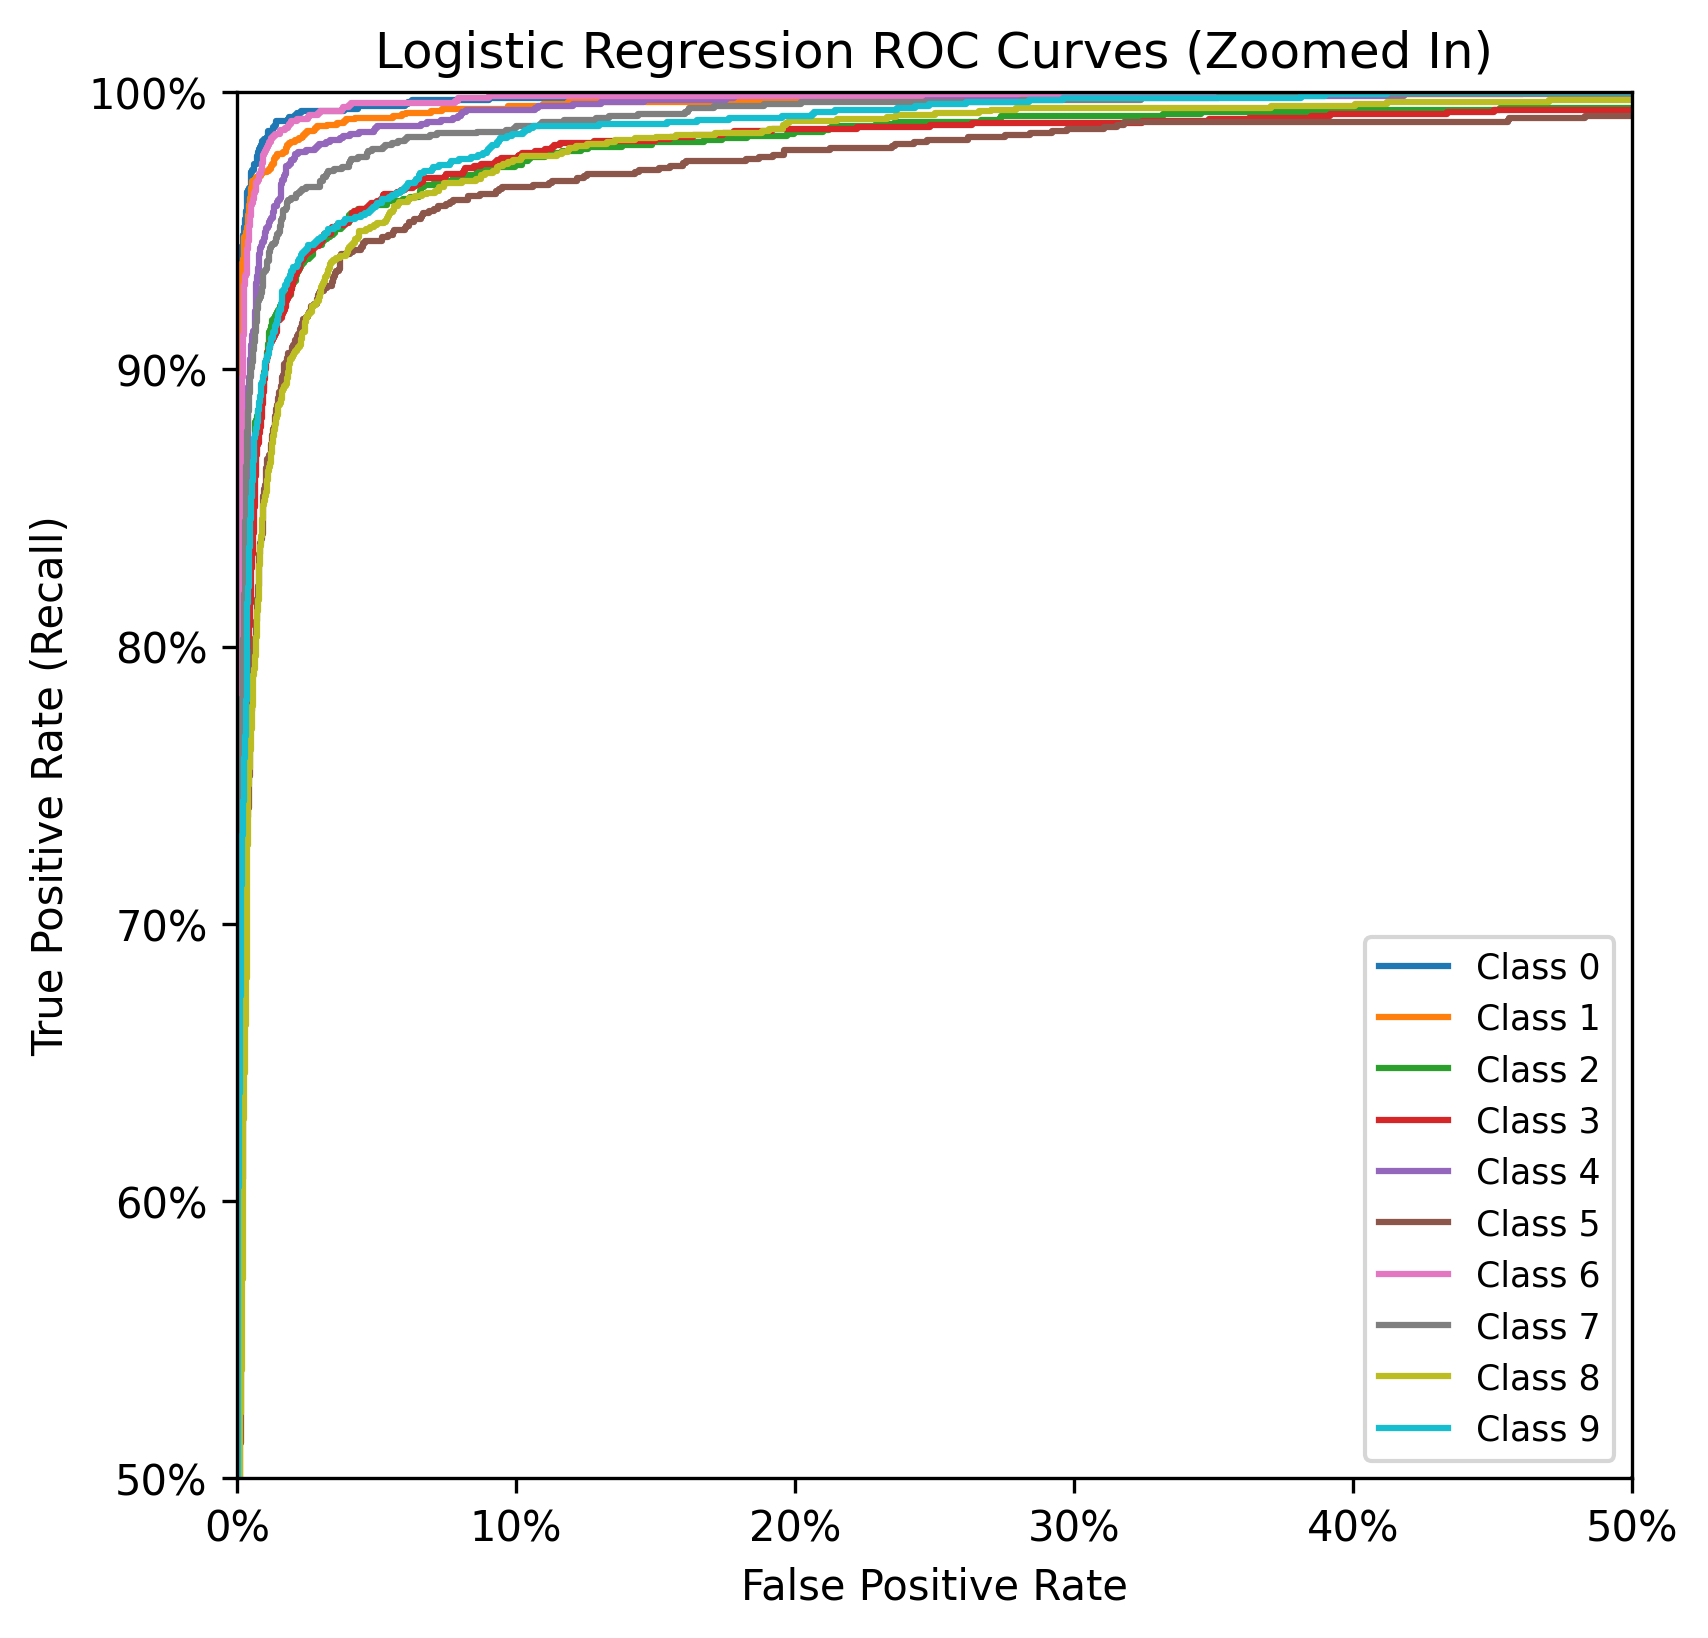 Logistic Regression ROC Curves (Zoomed In)
100%
90%
80%
70%
60%
50%
True Positive Rate (Recall)
0%
10%
20%
30%
40%
50%
False Positive Rate
Class 0
Class 1
Class 2
Class 3
Class 4
Class 5
Class 6
Class 7
Class 8
Class 9